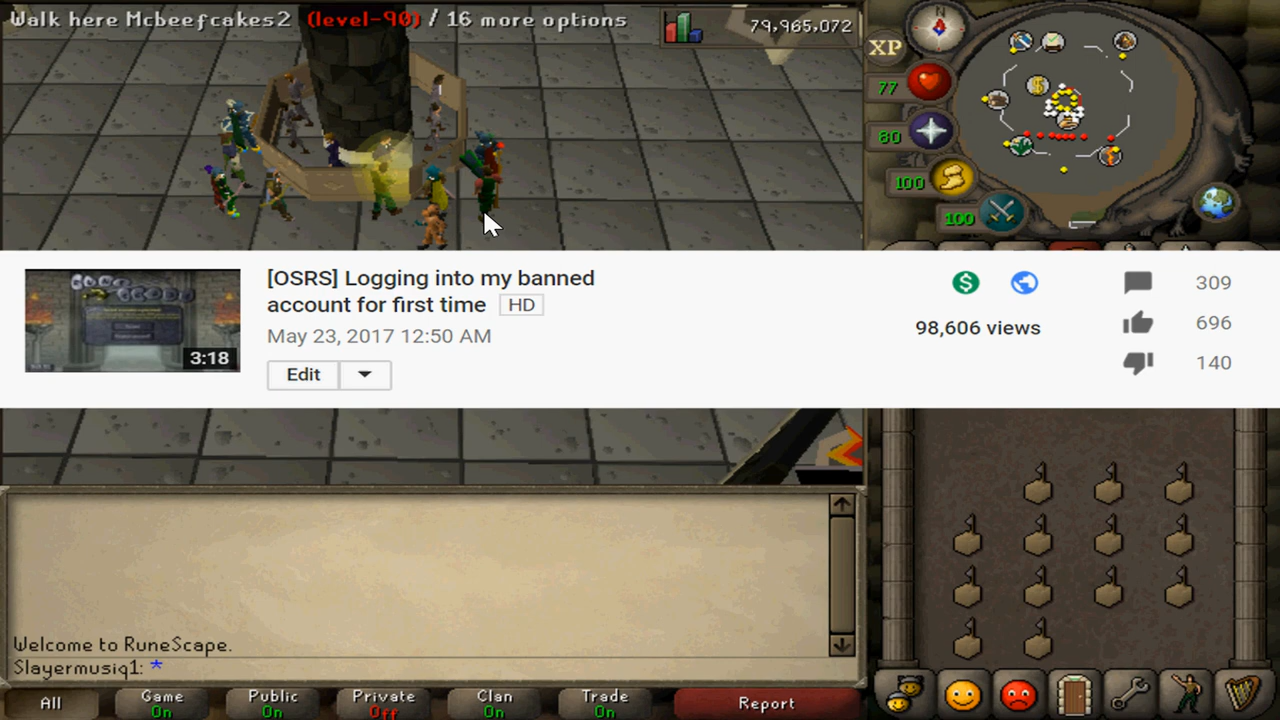 Walk here Mcbeefcakes2 (level-90) / 16 more options
79,965,072
N
XP
77
80
100
100
[OSRS] Logging into my banned
account for first time HD
May 23, 2017 12:50 AM
3:18
Edit
98,606 views
309
696
140
Welcome to RuneScape.
Slayermusiq1: *
All
Game
On
Public
On
Private
Off
Clan
On
Trade
On
Report